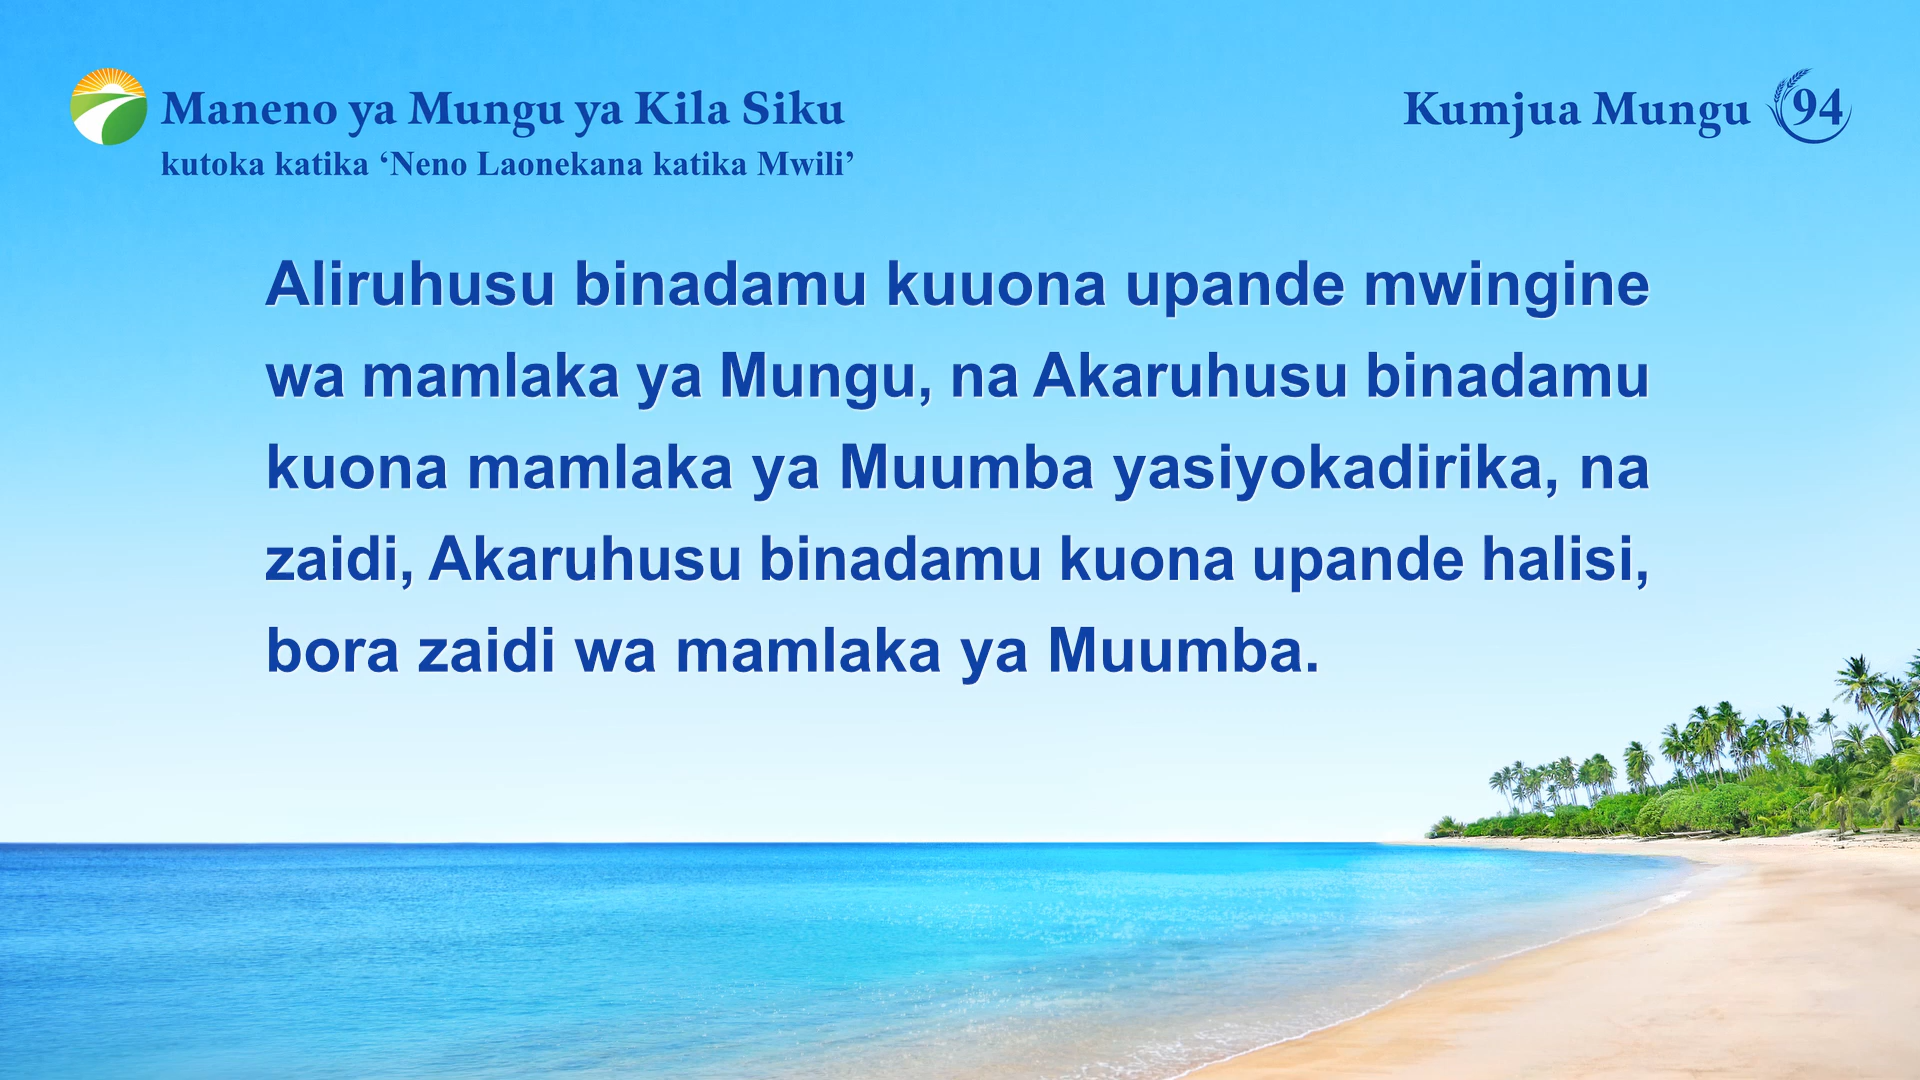 Maneno ya Mungu ya Kila Siku
kutoka katika ‘Neno Laonekana katika Mwili’
Kumjua Mungu 94
Aliruhusu binadamu kuuona upande mwingine
wa mamlaka ya Mungu, na Akaruhusu binadamu
kuona mamlaka ya Muumba yasiyokadirika, na
zaidi, Akaruhusu binadamu kuona upande halisi,
bora zaidi wa mamlaka ya Muumba.